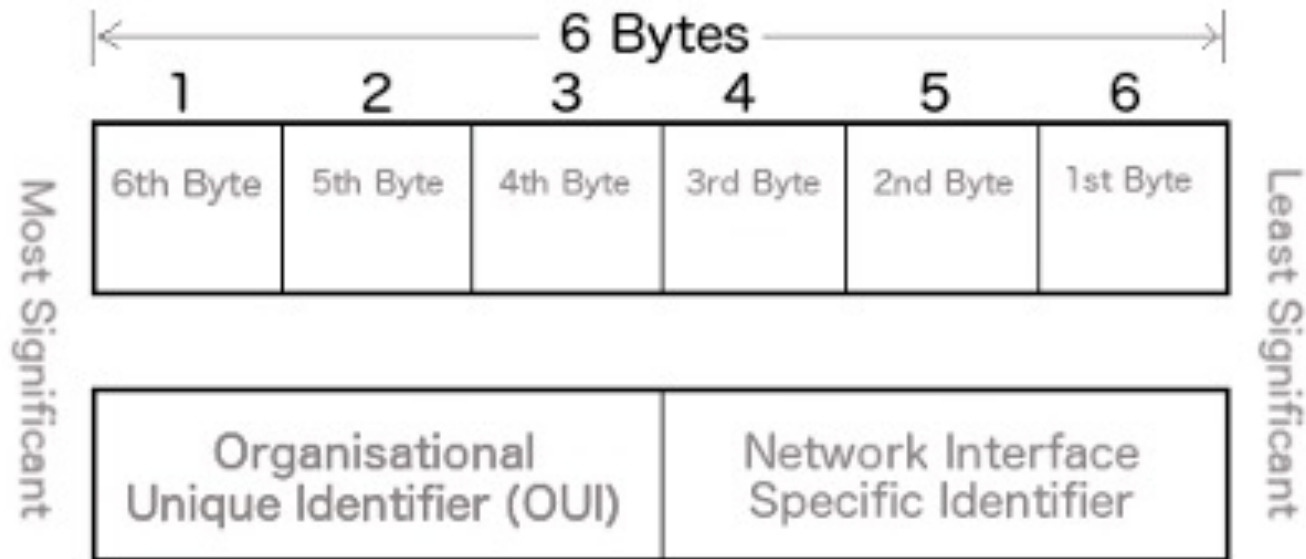 6 Bytes
1 2 3 4 5 6
6th Byte 5th Byte 4th Byte 3rd Byte 2nd Byte 1st Byte
Most Significant
Least Significant
Organisational
Unique Identifier (OUI)
Network Interface
Specific Identifier